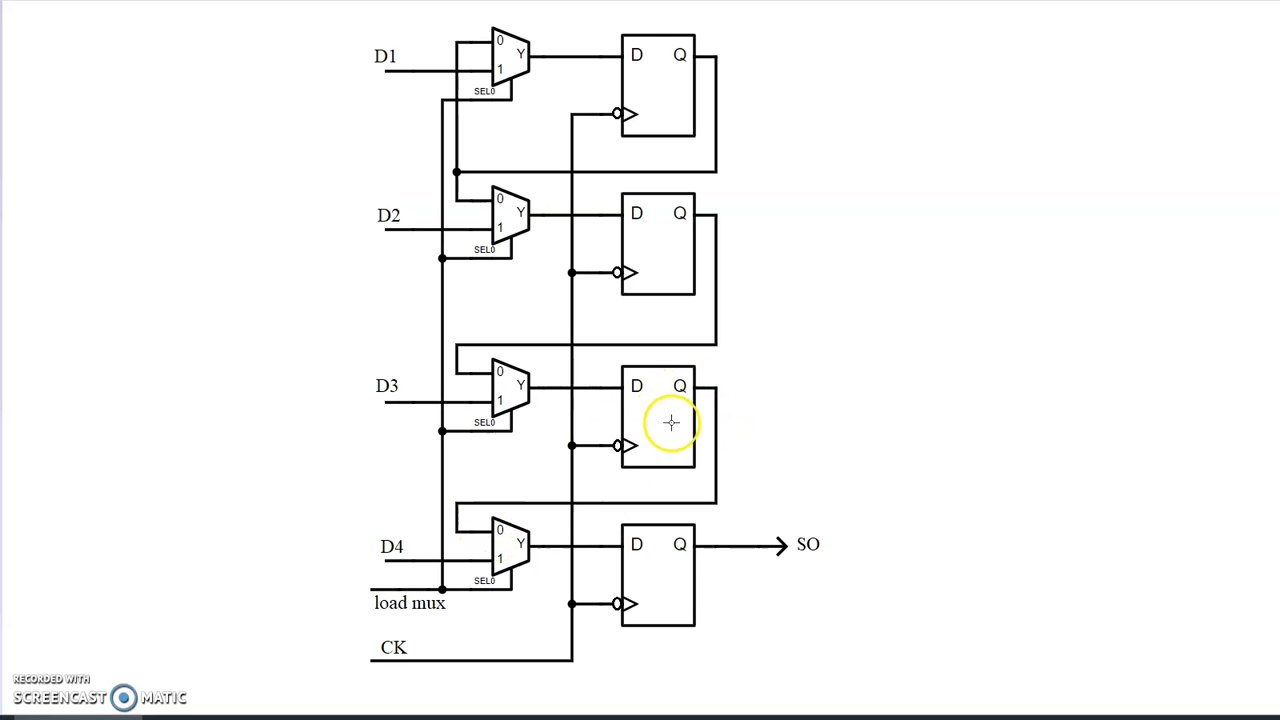 D1
0
1
Y
SEL0
D Q
D2
0
1
Y
SEL0
D Q
D3
0
1
Y
SEL0
D Q
D4
0
1
Y
SEL0
D Q
SO
load mux
CK
RECORDED WITH
SCREENCAST MATIC